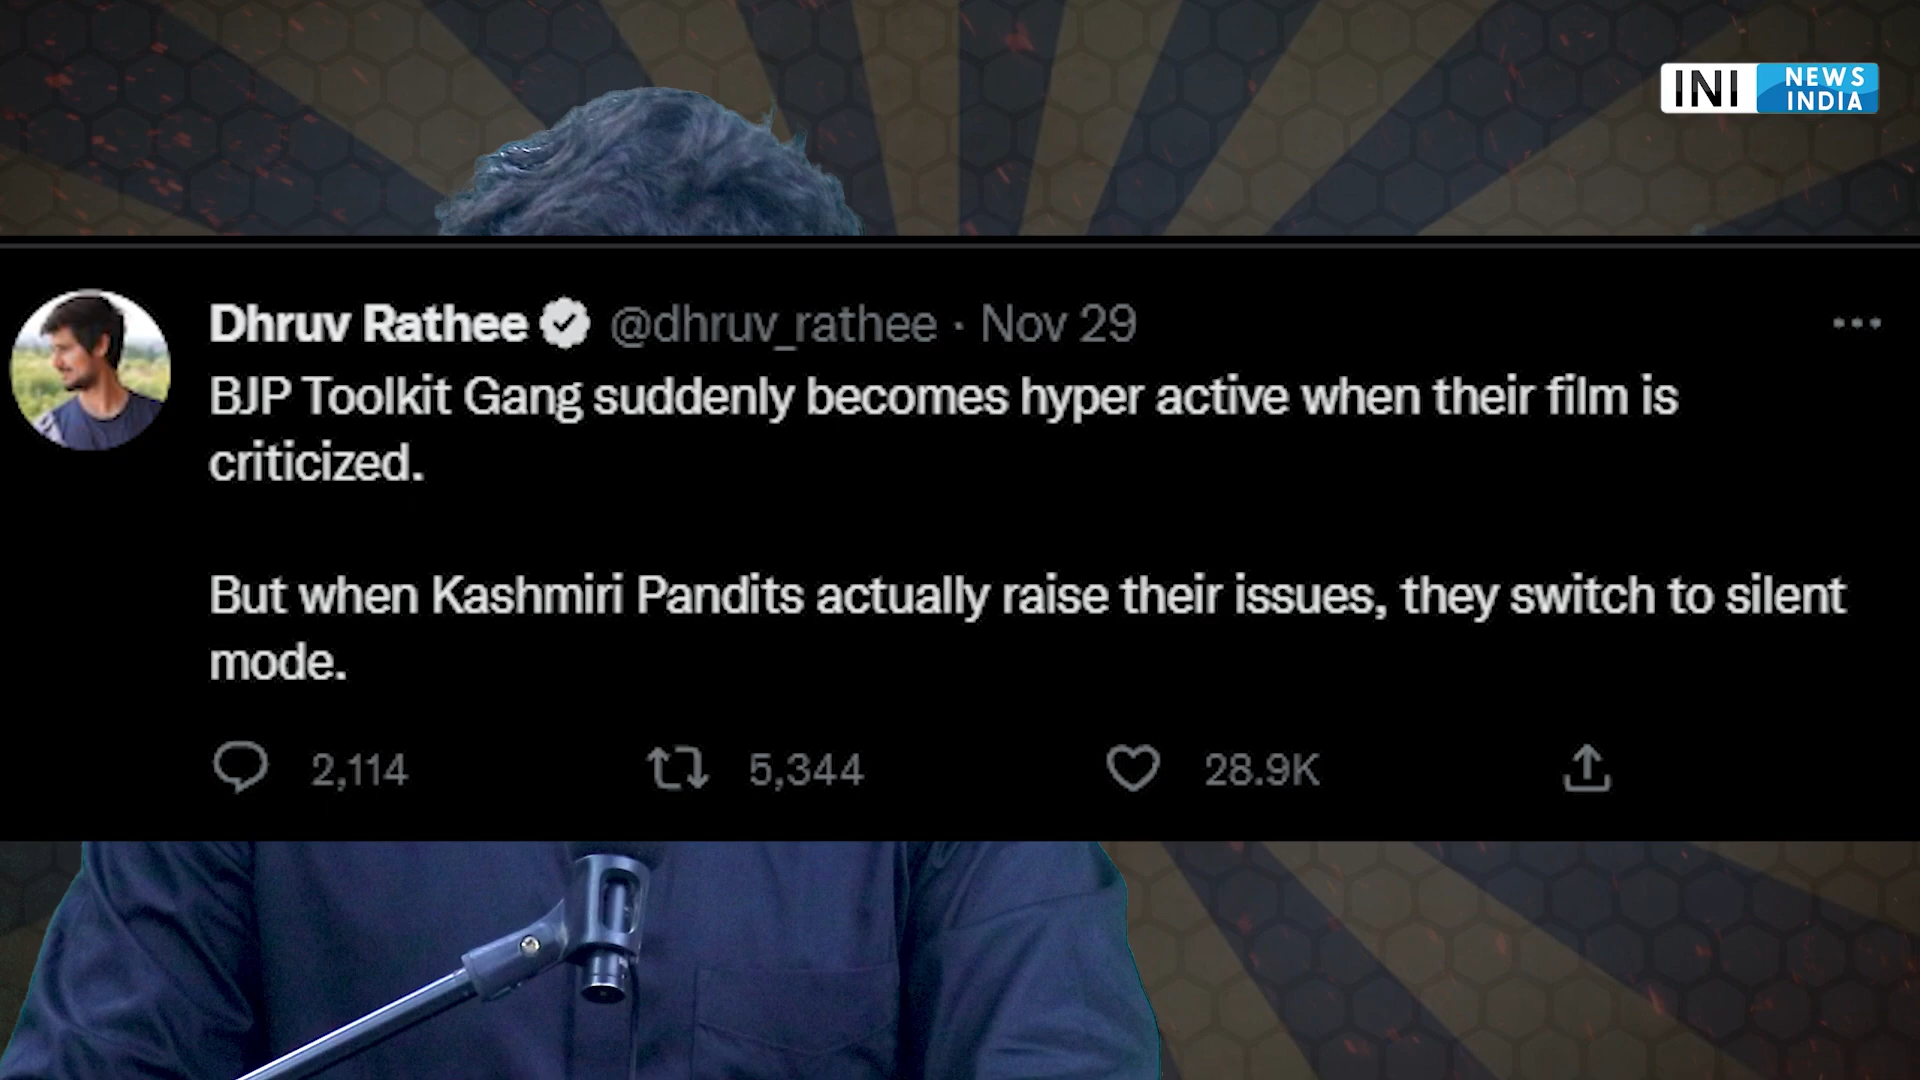 INI NEWS
INDIA
Dhruv Rathee @dhruv_rathee · Nov 29
BJP Toolkit Gang suddenly becomes hyper active when their film is
criticized.
But when Kashmiri Pandits actually raise their issues, they switch to silent
mode.
2,114 5,344 28.9K